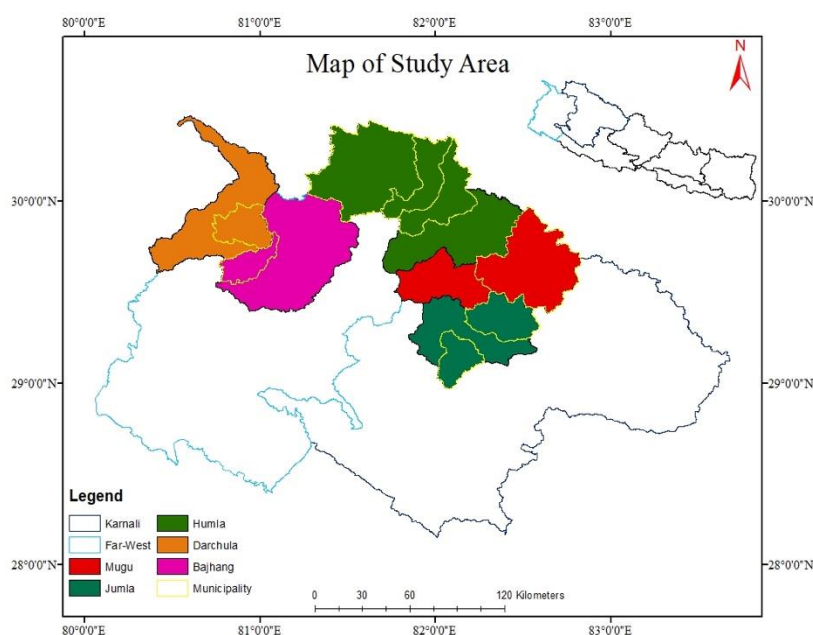 80°0'0"E 81°0'0"E 82°0'0"E 83°0'0"E
Map of Study Area
N
30°0'0"N 30°0'0"N
29°0'0"N 29°0'0"N
28°0'0"N 28°0'0"N
Legend
Karnali Humla
Far-West Darchula
Mugu Bajhang
Jumla Municipality
0 30 60 120 Kilometers
80°0'0"E 81°0'0"E 82°0'0"E 83°0'0"E